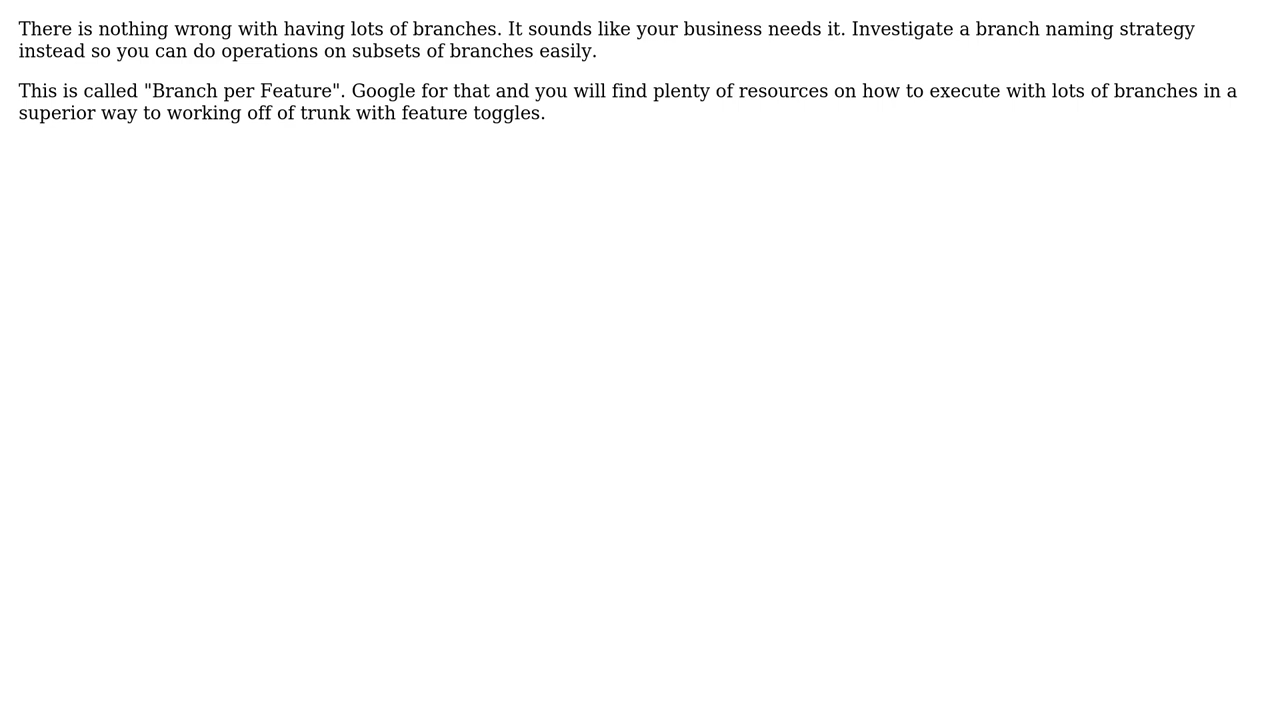 There is nothing wrong with having lots of branches. It sounds like your business needs it. Investigate a branch naming strategy
instead so you can do operations on subsets of branches easily.
This is called "Branch per Feature". Google for that and you will find plenty of resources on how to execute with lots of branches in a
superior way to working off of trunk with feature toggles.